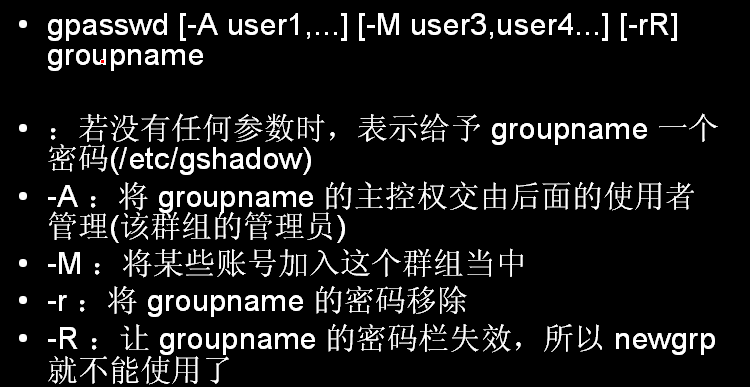 • gpasswd [-A user1,...] [-M user3,user4...] [-rR]
groupname
• ：若没有任何参数时，表示给予 groupname 一个
密码(/etc/gshadow)
• -A ：将 groupname 的主控权交由后面的使用者
管理(该群组的管理员)
• -M ：将某些账号加入这个群组当中
• -r ：将 groupname 的密码移除
• -R ：让 groupname 的密码栏失效，所以 newgrp
就不能使用了